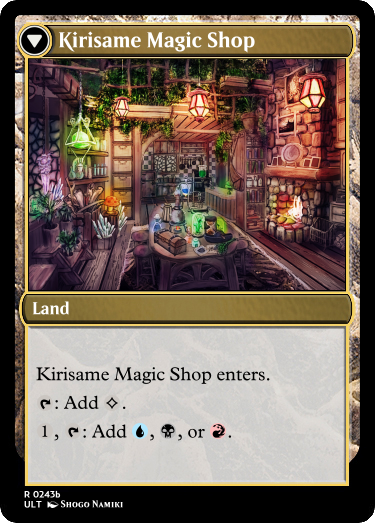 Kirisame Magic Shop
Land
Kirisame Magic Shop enters.
: Add .
1 , : Add , , or .
R 0243b
ULT SHOGO NAMIKI